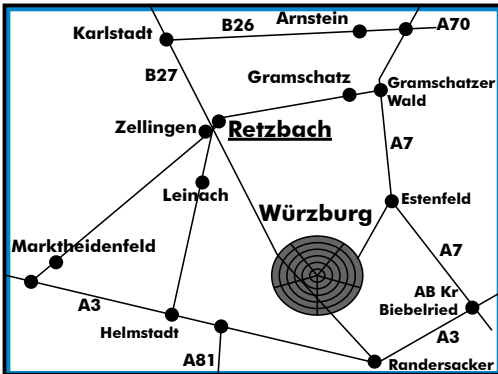 Arnstein
B26
A70
Karlstadt
B27
Gramschatz
Gramschatzer
Wald
Zellingen
Retzbach
A7
Leinach
Estenfeld
Würzburg
Marktheidenfeld
A7
AB Kr
Biebelried
A3
Helmstadt
A3
A81
Randersacker